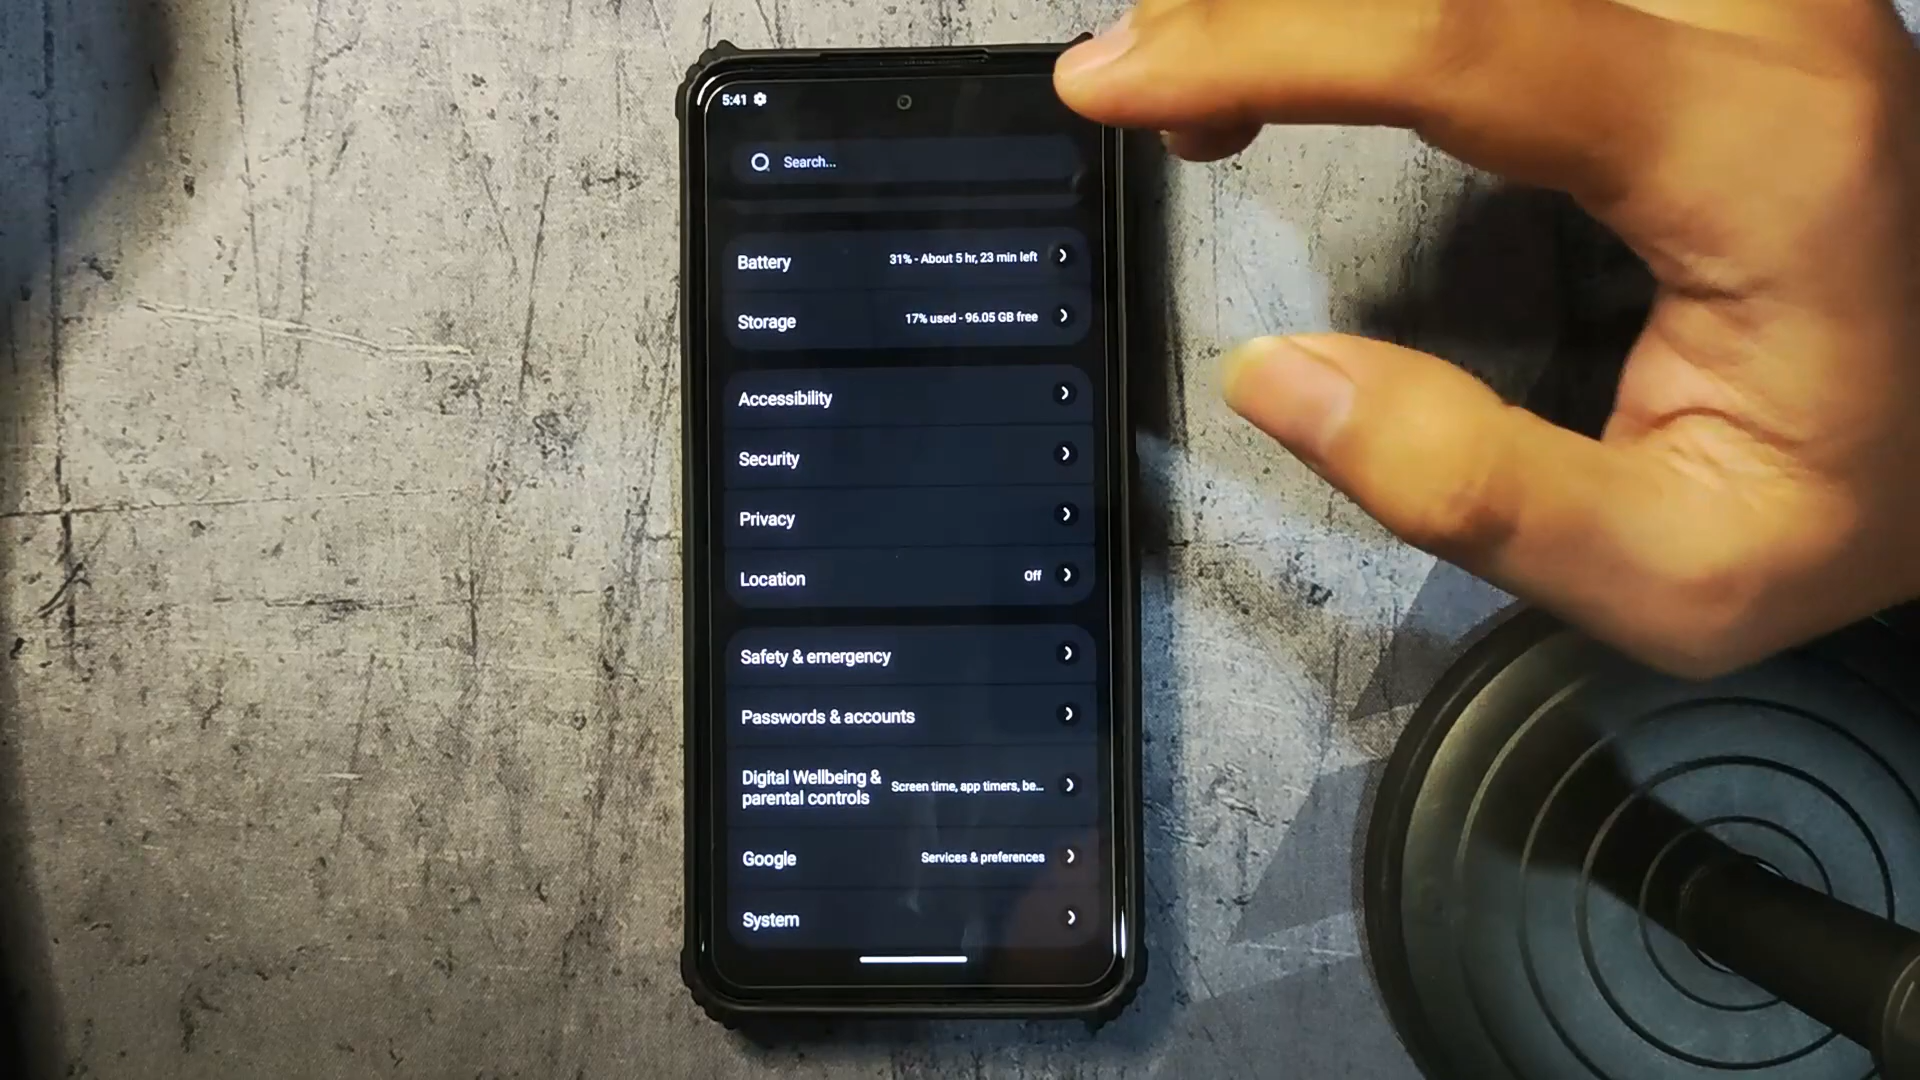 5:41
Search...
Battery 31% - About 5 hr, 23 min left
Storage 17% used - 96.05 GB free
Accessibility
Security
Privacy
Location Off
Safety & emergency
Passwords & accounts
Digital Wellbeing &
parental controls Screen time, app timers, be...
Google Services & preferences
System